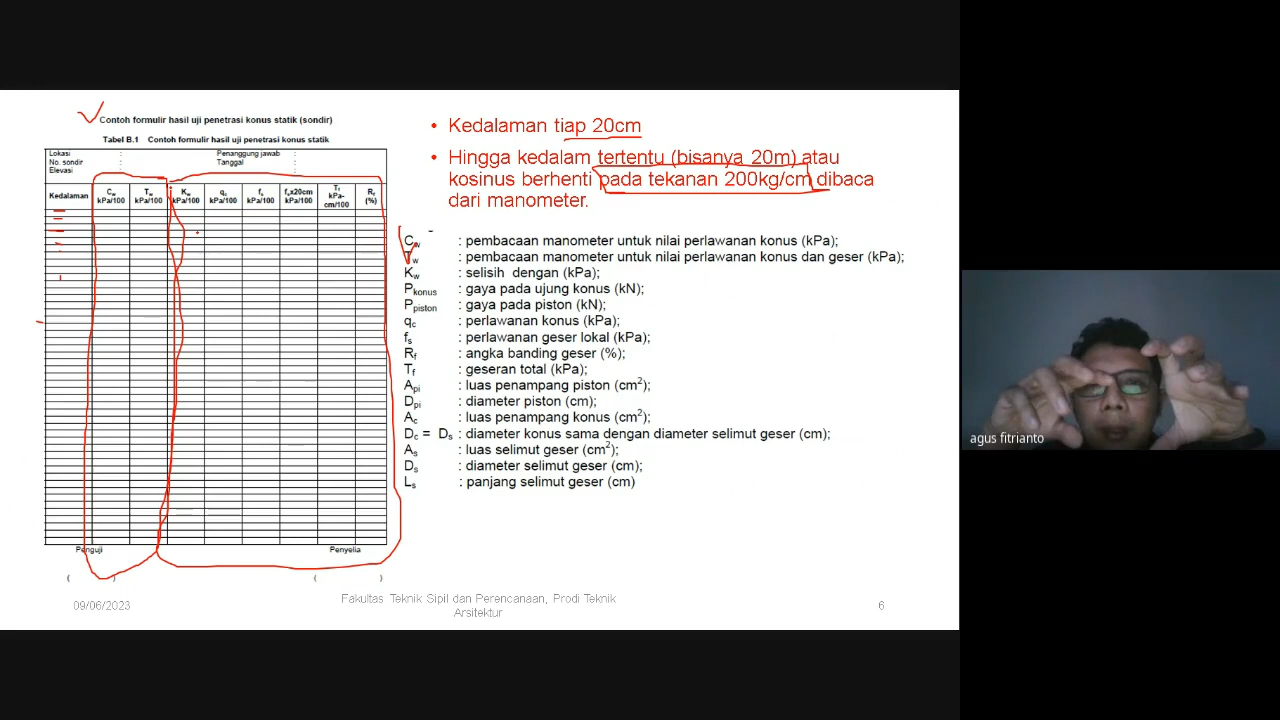 Contoh formulir hasil uji penetrasi konus statik (sondir)
Tabel B.1 Contoh formulir hasil uji penetrasi konus statik
Lokasi : Penanggung jawab :
No. sondir : Tanggal :
Elevasi :
Kedalaman Cw kPa/100 Tw kPa/100 Kw kPa/100 qc kPa/100 fs kPa/100 fsx20cm kPa/100 Tf kPa-cm/100 Rf (%)
Penguji Penyelia
( ) ( )
• Kedalaman tiap 20cm
• Hingga kedalam tertentu (bisanya 20m) atau
kosinus berhenti pada tekanan 200kg/cm dibaca
dari manometer.
Cw : pembacaan manometer untuk nilai perlawanan konus (kPa);
Tw : pembacaan manometer untuk nilai perlawanan konus dan geser (kPa);
Kw : selisih dengan (kPa);
Pkonus : gaya pada ujung konus (kN);
Ppiston : gaya pada piston (kN);
qc : perlawanan konus (kPa);
fs : perlawanan geser lokal (kPa);
Rf : angka banding geser (%);
Tf : geseran total (kPa);
Api : luas penampang piston (cm2);
Dpi : diameter piston (cm);
Ac : luas penampang konus (cm2);
Dc = Ds : diameter konus sama dengan diameter selimut geser (cm);
As : luas selimut geser (cm2);
Ds : diameter selimut geser (cm);
Ls : panjang selimut geser (cm)
09/06/2023
Fakultas Teknik Sipil dan Perencanaan, Prodi Teknik
Arsitektur
6
agus fitrianto